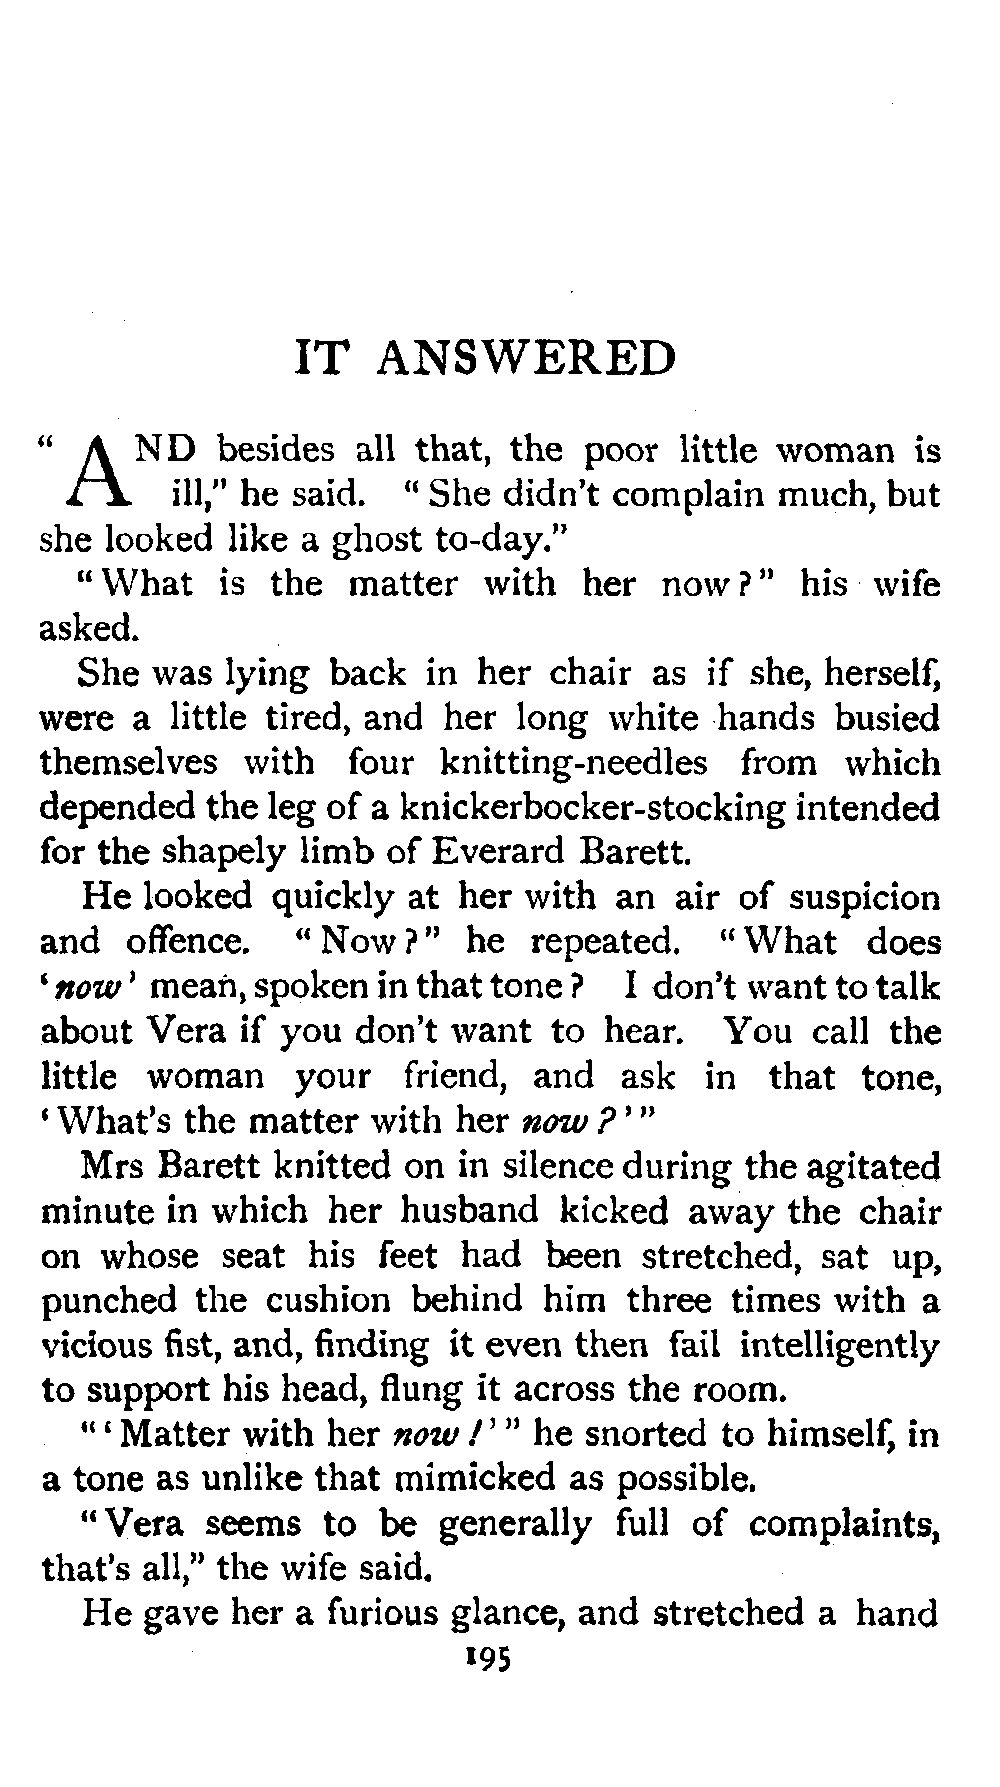 IT ANSWERED
"AND besides all that, the poor little woman is
ill," he said. "She didn't complain much, but
she looked like a ghost to-day."
"What is the matter with her now?" his wife
asked.
She was lying back in her chair as if she, herself,
were a little tired, and her long white hands busied
themselves with four knitting-needles from which
depended the leg of a knickerbocker-stocking intended
for the shapely limb of Everard Barett.
He looked quickly at her with an air of suspicion
and offence. "Now?" he repeated. "What does
'now' mean, spoken in that tone? I don't want to talk
about Vera if you don't want to hear. You call the
little woman your friend, and ask in that tone,
'What's the matter with her now?'"
Mrs Barett knitted on in silence during the agitated
minute in which her husband kicked away the chair
on whose seat his feet had been stretched, sat up,
punched the cushion behind him three times with a
vicious fist, and, finding it even then fail intelligently
to support his head, flung it across the room.
"'Matter with her now!'" he snorted to himself, in
a tone as unlike that mimicked as possible.
"Vera seems to be generally full of complaints,
that's all," the wife said.
He gave her a furious glance, and stretched a hand
195